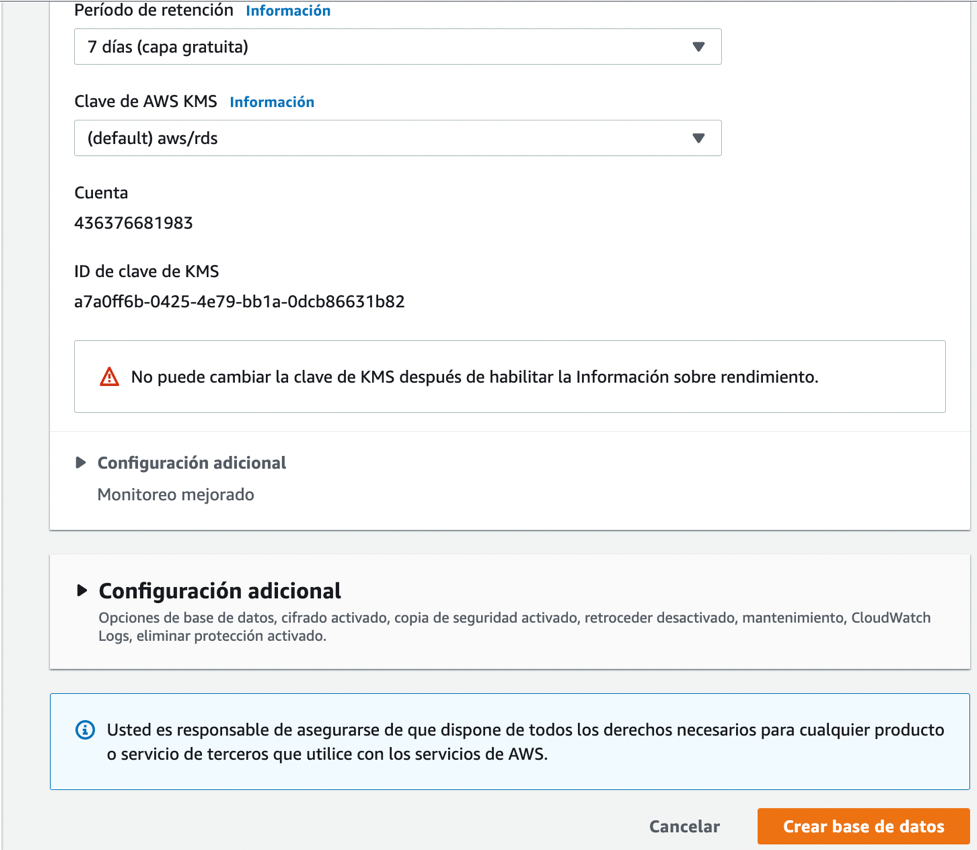 Período de retención Información
7 días (capa gratuita)
Clave de AWS KMS Información
(default) aws/rds
Cuenta
436376681983
ID de clave de KMS
a7a0ff6b-0425-4e79-bb1a-0dcb86631b82
No puede cambiar la clave de KMS después de habilitar la Información sobre rendimiento.
Configuración adicional
Monitoreo mejorado
Configuración adicional
Opciones de base de datos, cifrado activado, copia de seguridad activado, retroceder desactivado, mantenimiento, CloudWatch
Logs, eliminar protección activado.
Usted es responsable de asegurarse de que dispone de todos los derechos necesarios para cualquier producto
o servicio de terceros que utilice con los servicios de AWS.
Cancelar Crear base de datos